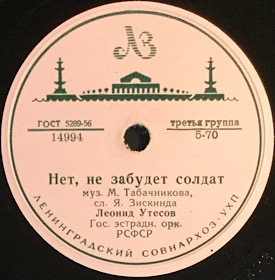 ЛЗ
ГОСТ 5289-56
третья группа
14994
5-70
Нет, не забудет солдат
муз. М. Табачникова,
сл. Я. Зискинда
Леонид Утесов
Гос. эстрадн. орк.
РСФСР
ЛЕНИНГРАДСКИЙ СОВНАРХОЗ-УХП